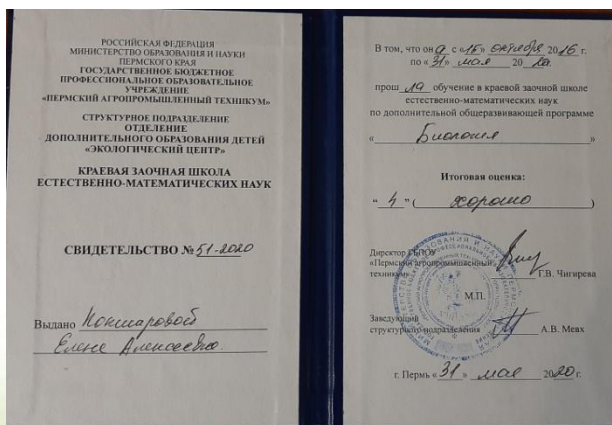 РОССИЙСКАЯ ФЕДЕРАЦИЯ
МИНИСТЕРСТВО ОБРАЗОВАНИЯ И НАУКИ
ПЕРМСКОГО КРАЯ
ГОСУДАРСТВЕННОЕ БЮДЖЕТНОЕ
ПРОФЕССИОНАЛЬНОЕ ОБРАЗОВАТЕЛЬНОЕ
УЧРЕЖДЕНИЕ
«ПЕРМСКИЙ АГРОПРОМЫШЛЕННЫЙ ТЕХНИКУМ»
СТРУКТУРНОЕ ПОДРАЗДЕЛЕНИЕ
ОТДЕЛЕНИЕ
ДОПОЛНИТЕЛЬНОГО ОБРАЗОВАНИЯ ДЕТЕЙ
«ЭКОЛОГИЧЕСКИЙ ЦЕНТР»
КРАЕВАЯ ЗАОЧНАЯ ШКОЛА
ЕСТЕСТВЕННО-МАТЕМАТИЧЕСКИХ НАУК
СВИДЕТЕЛЬСТВО № 51-2020
Выдано
Елене Алексеевне
В том, что она с «15» октября 2016 г.
по «31» мая 2020
прошла обучение в краевой заочной школе
естественно-математических наук
по дополнительной общеразвивающей программе
« Биология »
Итоговая оценка:
" 4 " ( хорошо )
Директор ГБПОУ
«Пермский агропромышленный
техникум» Г.В. Чигирева
М.П.
Заведующий
структурного подразделения А.В. Меях
г. Пермь «31» мая 2020 г.